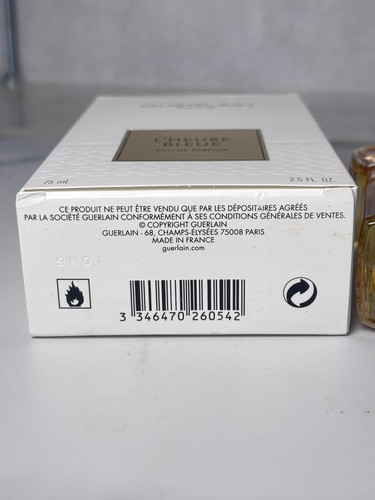 GUERLAIN
L'HEURE
BLEUE
EAU DE PARFUM
75 mL 2.5 FL. OZ.
CE PRODUIT NE PEUT ÊTRE VENDU QUE PAR LES DÉPOSITAIRES AGRÉÉS
PAR LA SOCIÉTÉ GUERLAIN CONFORMÉMENT À SES CONDITIONS GÉNÉRALES DE VENTES.
© COPYRIGHT GUERLAIN
GUERLAIN - 68, CHAMPS-ÉLYSÉES 75008 PARIS
MADE IN FRANCE
guerlain.com
3 346470 260542